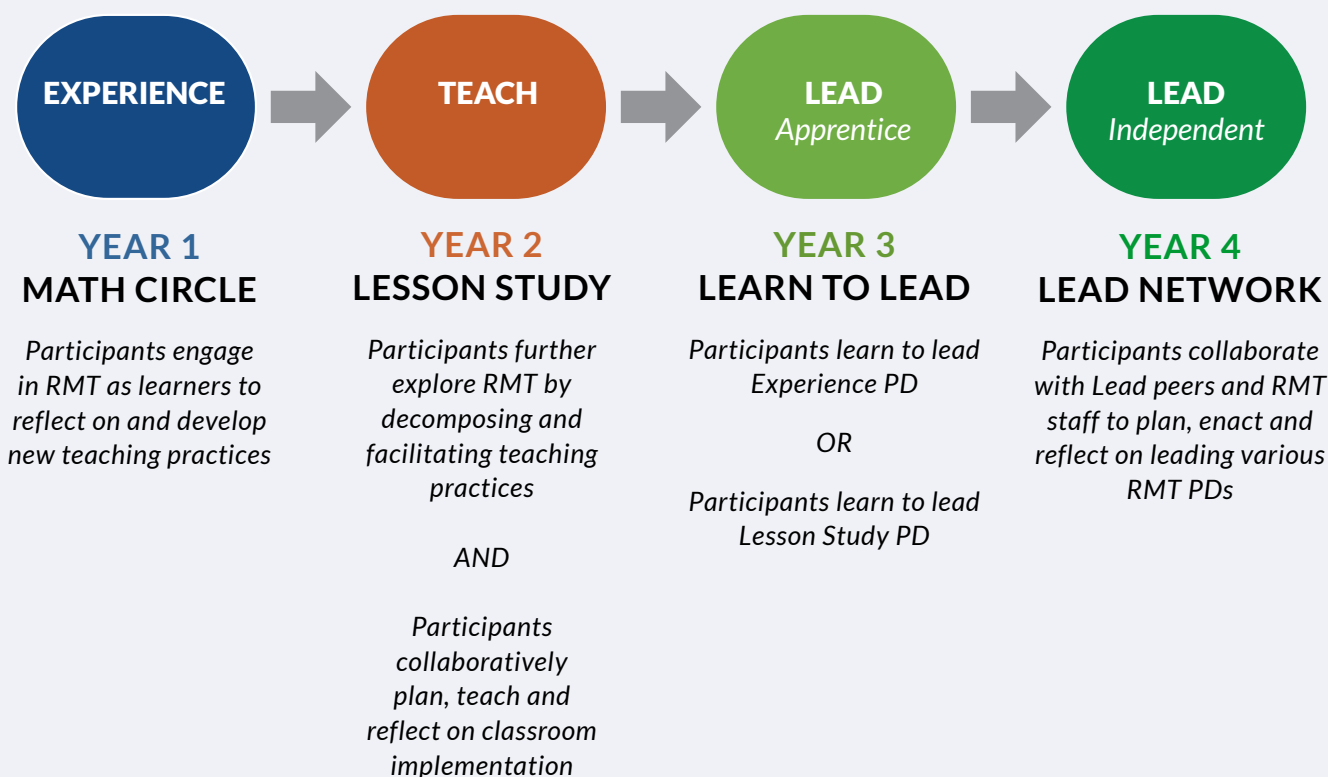 EXPERIENCE
TEACH
LEAD
Apprentice
LEAD
Independent
YEAR 1
MATH CIRCLE
Participants engage
in RMT as learners to
reflect on and develop
new teaching practices
YEAR 2
LESSON STUDY
Participants further
explore RMT by
decomposing and
facilitating teaching
practices
AND
Participants
collaboratively
plan, teach and
reflect on classroom
implementation
YEAR 3
LEARN TO LEAD
Participants learn to lead
Experience PD
OR
Participants learn to lead
Lesson Study PD
YEAR 4
LEAD NETWORK
Participants collaborate
with Lead peers and RMT
staff to plan, enact and
reflect on leading various
RMT PDs